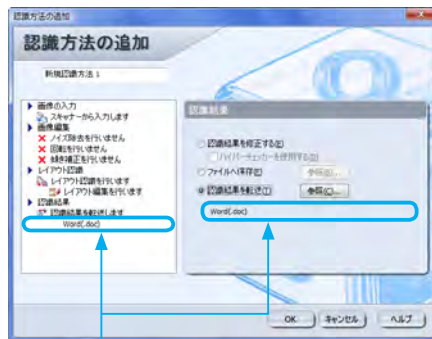 認識方法の追加
認識方法の追加
新規認識方法 1
画像の入力
スキャナーから入力します
画像編集
ノイズ除去を行いません
回転を行いません
傾き補正を行いません
レイアウト認識
レイアウト認識を行います
レイアウト編集を行います
認識結果
認識結果を転送します
Word(.doc)
認識結果
認識結果を修正する(E)
ハイパーチェッカーを使用する(U)
ファイルへ保存(F)
参照(B)...
認識結果を転送(T)
参照(C)...
Word(.doc)
OK
キャンセル
ヘルプ